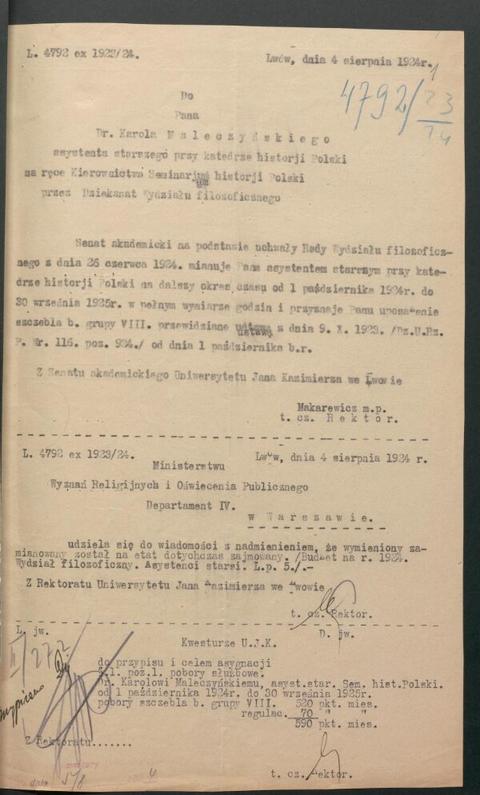 L. 4792 ex 1923/24.
Lwów, dnia 4 sierpnia 1924r.
4792/23
24
Do
Pana
Dr. Karola Maleczyńskiego
asystenta starszego przy katedrze historji Polski
na ręce Kierownictwa Seminarjum historji Polski
przez Dziekanat Wydziału filozoficznego
Senat akademicki na podstawie uchwały Rady Wydziału filozoficz-
nego z dnia 26 czerwca 1924. mianuje Pana asystentem starszym przy kate-
drze historji Polski na dalszy okres czasu od 1 października 1924r. do
30 września 1925r. w pełnym wymiarze godzin i przyznaje Panu uposażenie
szczebla b. grupy VIII. przewidziane ustawą z dnia 9. X. 1923. /Dz.U.Rz.
P. Nr. 116. poz. 924./ od dnia 1 października b.r.
Z Senatu akademickiego Uniwersytetu Jana Kazimierza we Lwowie
Makarewicz m.p.
t. cz. Rektor.
L. 4792 ex 1923/24.
Lwów, dnia 4 sierpnia 1924 r.
Ministerstwu
Wyznań Religijnych i Oświecenia Publicznego
Departament IV.
w Warszawie.
udziela się do wiadomości z nadmienieniem, że wymieniony za-
mianowany został na etat dotychczas zajmowany. /Budżet na r. 1924.
Wydział filozoficzny. Asystenci starsi. L.p. 5./.-
Z Rektoratu Uniwersytetu Jana Kazimierza we Lwowie
t. cz. Rektor.
L. jw.
D. jw.
Kwesturze U.J.K.
do przypisu i celem asygnacji
poz.1. pobory służbowe.
Dr. Karolowi Maleczyńskiemu, asyst.star. Sem. hist.Polski.
od 1 października 1924r. do 30 września 1925r.
pobory szczebla b. grupy VIII. 520 pkt. mies.
regulac. 70 " "
590 pkt. mies.
Z Rektoratu.......
t. cz. Rektor.